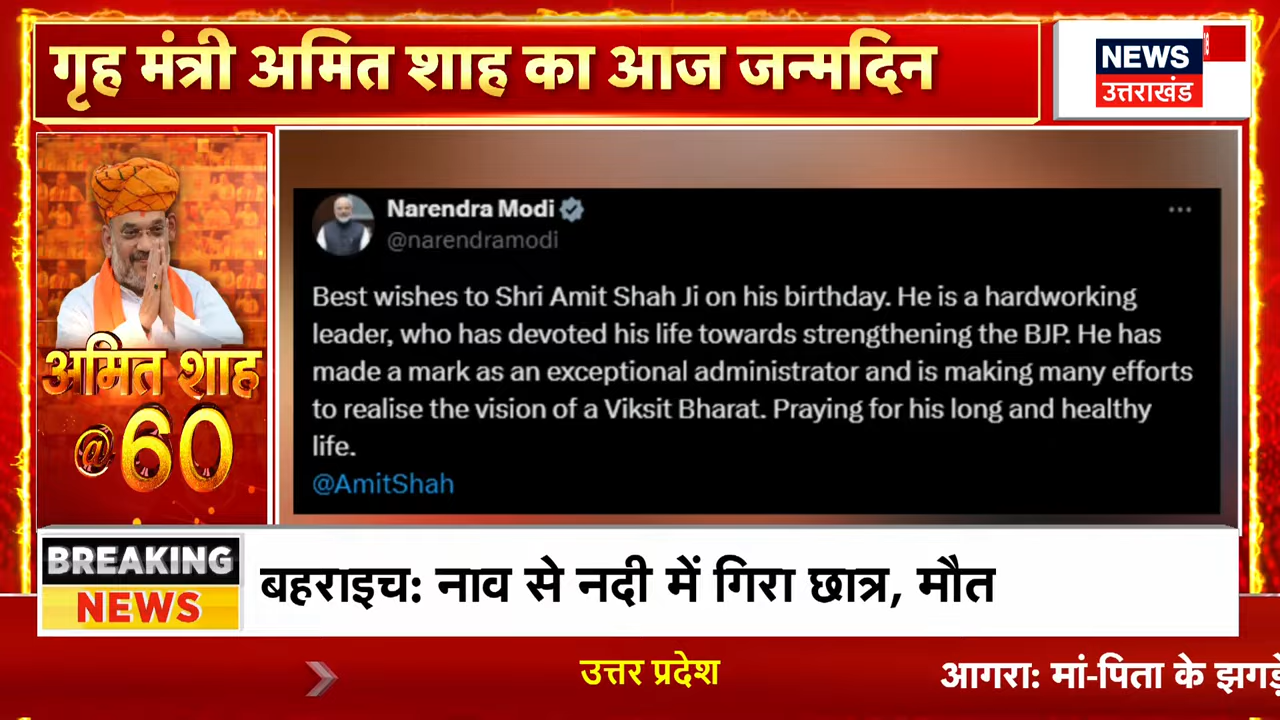 गृह मंत्री अमित शाह का आज जन्मदिन
NEWS
उत्तराखंड
अमित शाह
@60
Narendra Modi
@narendramodi
Best wishes to Shri Amit Shah Ji on his birthday. He is a hardworking
leader, who has devoted his life towards strengthening the BJP. He has
made a mark as an exceptional administrator and is making many efforts
to realise the vision of a Viksit Bharat. Praying for his long and healthy
life.
@AmitShah
BREAKING
NEWS
बहराइच: नाव से नदी में गिरा छात्र, मौत
उत्तर प्रदेश
आगरा: मां-पिता के झगड़े